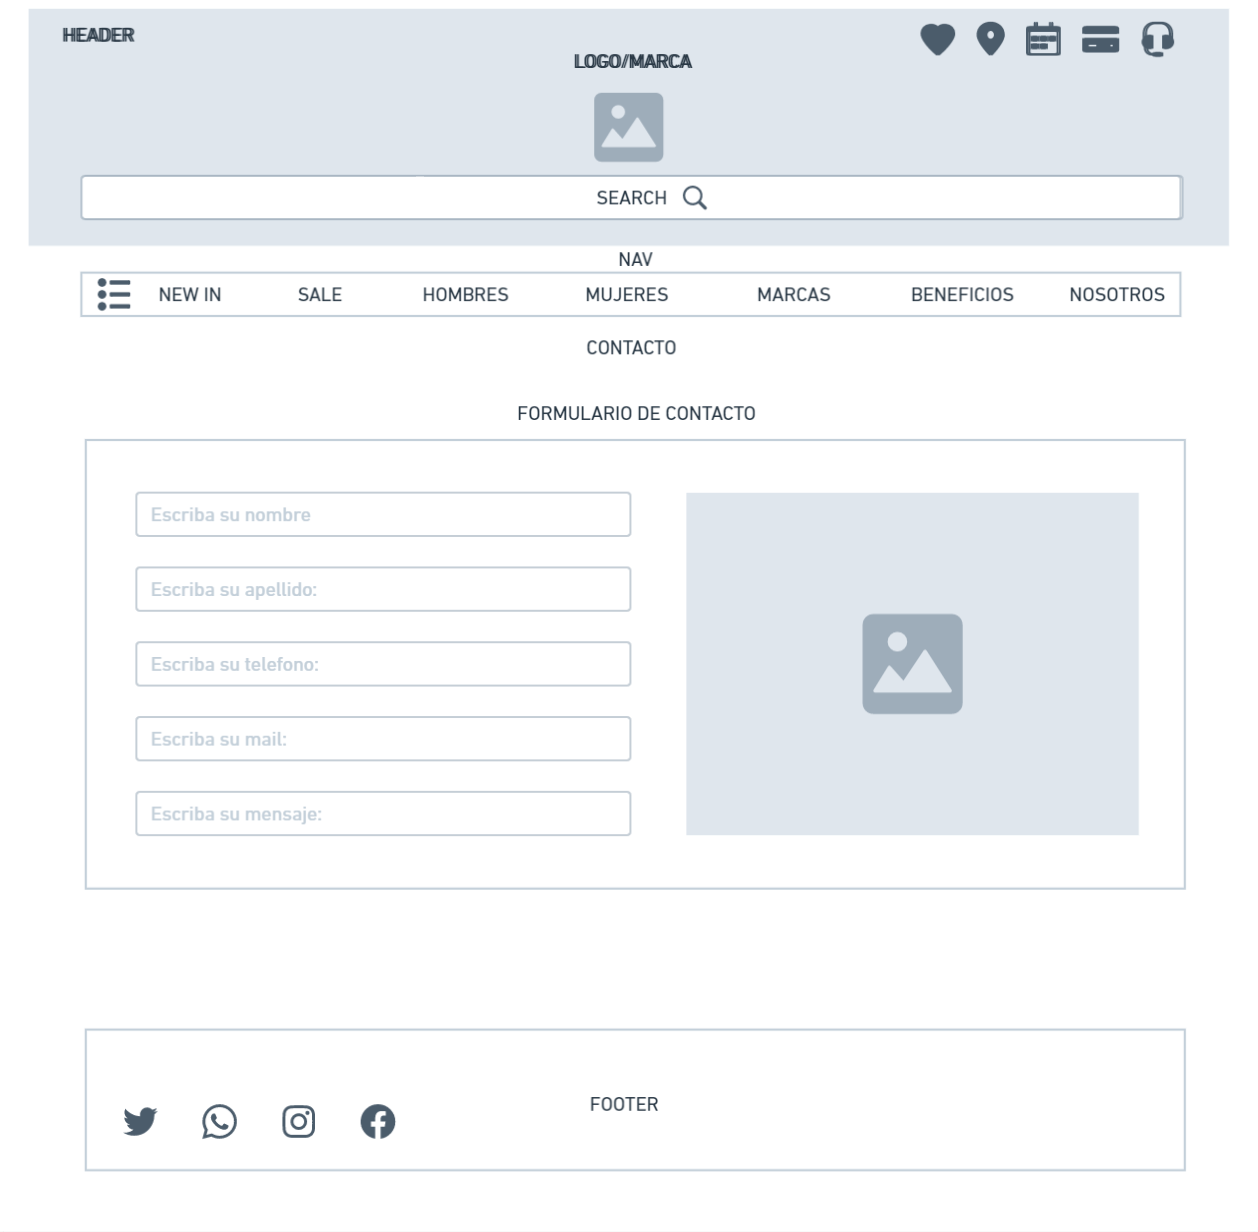 HEADER
LOGO/MARCA
SEARCH
NAV
NEW IN SALE HOMBRES MUJERES MARCAS BENEFICIOS NOSOTROS
CONTACTO
FORMULARIO DE CONTACTO
Escriba su nombre
Escriba su apellido:
Escriba su telefono:
Escriba su mail:
Escriba su mensaje:
FOOTER